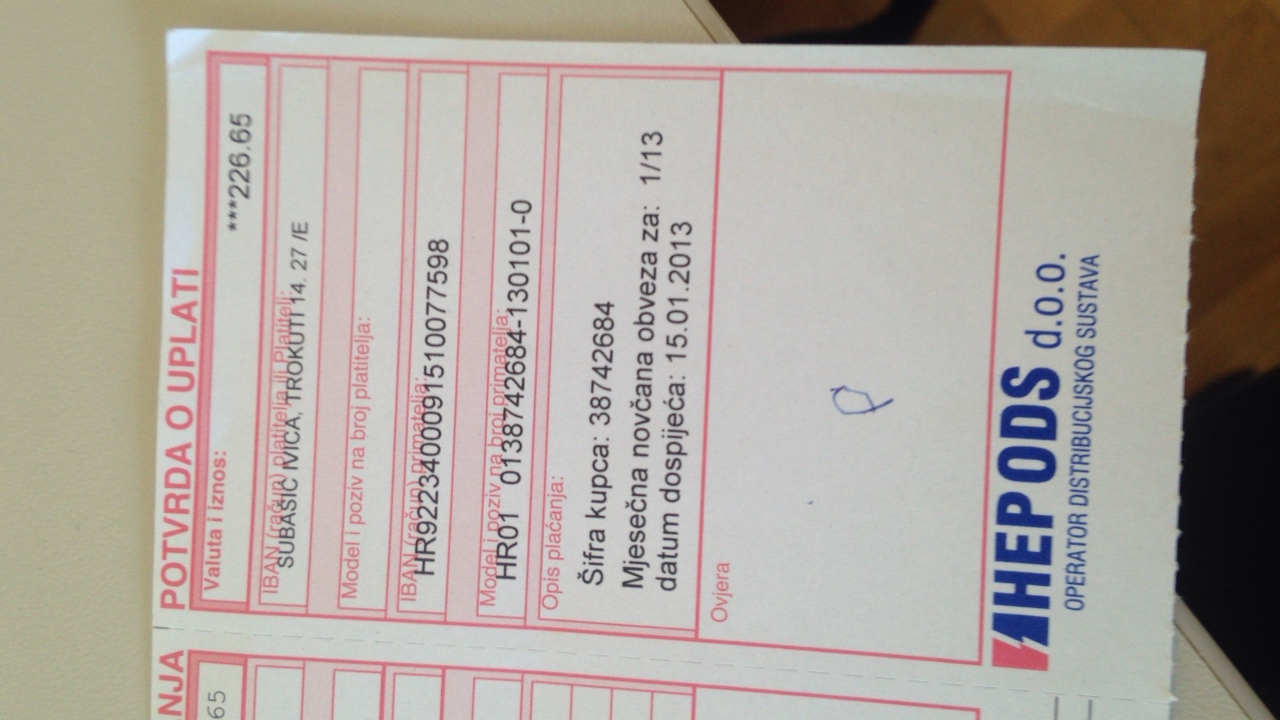 NJA
65
POTVRDA O UPLATI
Valuta i iznos:
***226.65
IBAN (račun) platitelja ili Platitelj:
SUBAŠIĆ IVICA, TROKUTI 14. 27 /E
Model i poziv na broj platitelja:
IBAN (račun) primatelja:
HR9223400091510077598
Model i poziv na broj primatelja:
HR01 0138742684-130101-0
Opis plaćanja:
Šifra kupca: 38742684
Mjesečna novčana obveza za: 1/13
datum dospijeća: 15.01.2013
Ovjera
HEP ODS d.o.o.
OPERATOR DISTRIBUCIJSKOG SUSTAVA